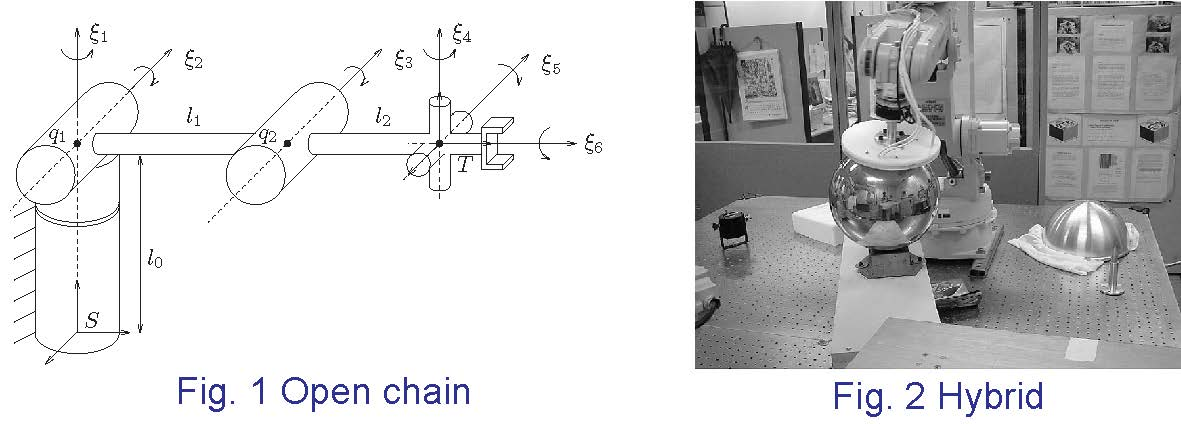 ξ1
ξ2
ξ3
ξ4
ξ5
ξ6
q1
l1
q2
l2
T
l0
S
Fig. 1 Open chain
Fig. 2 Hybrid